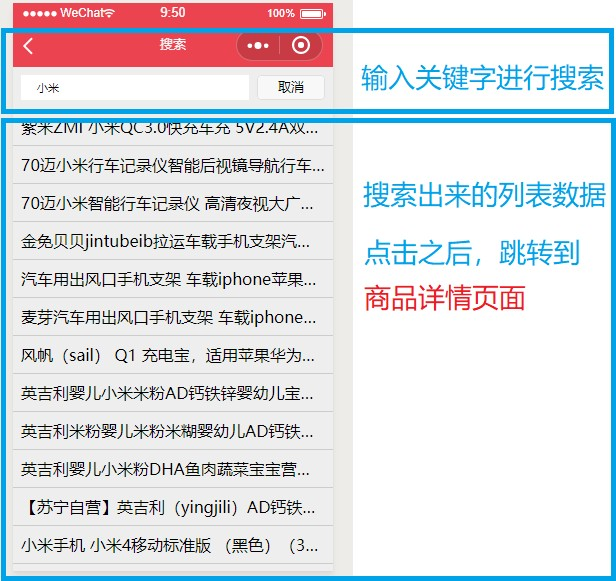 WeChat 9:50 100%
搜索
小米 取消
输入关键字进行搜索
紫米ZMI 小米QC3.0快充车充 5V2.4A双...
70迈小米行车记录仪智能后视镜导航行车...
70迈小米智能行车记录仪 高清夜视大广...
金免贝贝jintubeib拉运车载手机支架汽...
汽车用出风口手机支架 车载iphone苹果...
麦芽汽车用出风口手机支架 车载iphone...
风帆（sail） Q1 充电宝，适用苹果华为...
英吉利婴儿小米米粉AD钙铁锌婴幼儿宝...
英吉利米粉婴儿米粉米糊婴幼儿AD钙铁...
英吉利婴儿小米粉DHA鱼肉蔬菜宝宝营...
【苏宁自营】英吉利（yingjili）AD钙铁...
小米手机 小米4移动标准版 （黑色）（3...
搜索出来的列表数据
点击之后，跳转到
商品详情页面